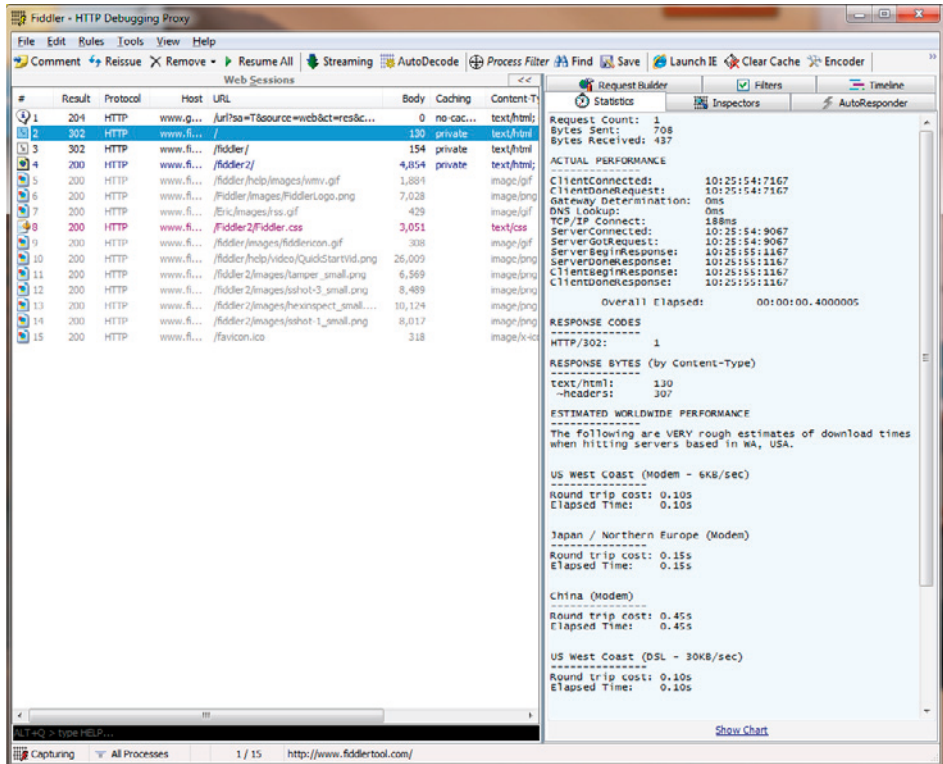 Fiddler - HTTP Debugging Proxy
File Edit Rules Tools View Help
Comment Reissue Remove Resume All Streaming AutoDecode Process Filter Find Save Launch IE Clear Cache Encoder »
Web Sessions <<
# Result Protocol Host URL Body Caching Content-T
1 204 HTTP www.g... /url?sa=T&source=web&ct=res&c... 0 no-cac... text/html;
2 302 HTTP www.fi... / 130 private text/html
3 302 HTTP www.fi... /fiddler/ 154 private text/html
4 200 HTTP www.fi... /fiddler2/ 4,854 private text/html;
5 200 HTTP www.fi... /fiddler/help/images/wmv.gif 1,884 image/gif
6 200 HTTP www.fi... /Fiddler/images/FiddlerLogo.png 7,028 image/png
7 200 HTTP www.fi... /Eric/images/rss.gif 429 image/gif
8 200 HTTP www.fi... /Fiddler2/Fiddler.css 3,051 text/css
9 200 HTTP www.fi... /fiddler/images/fiddlericon.gif 308 image/gif
10 200 HTTP www.fi... /fiddler/help/video/QuickStartVid.png 26,009 image/png
11 200 HTTP www.fi... /fiddler2/images/tamper_small.png 6,569 image/png
12 200 HTTP www.fi... /fiddler2/images/sshot-3_small.png 8,489 image/png
13 200 HTTP www.fi... /fiddler2/images/hexinspect_small.... 10,124 image/png
14 200 HTTP www.fi... /fiddler2/images/sshot-1_small.png 8,017 image/png
15 200 HTTP www.fi... /favicon.ico 318 image/x-ico
Request Builder Filters Timeline
Statistics Inspectors AutoResponder
Request Count: 1
Bytes Sent: 708
Bytes Received: 437
ACTUAL PERFORMANCE
--------------
ClientConnected: 10:25:54:7167
ClientDoneRequest: 10:25:54:7167
Gateway Determination: 0ms
DNS Lookup: 0ms
TCP/IP Connect: 188ms
ServerConnected: 10:25:54:9067
ServerGotRequest: 10:25:54:9067
ServerBeginResponse: 10:25:55:1167
ServerDoneResponse: 10:25:55:1167
ClientBeginResponse: 10:25:55:1167
ClientDoneResponse: 10:25:55:1167
Overall Elapsed: 00:00:00.4000005
RESPONSE CODES
--------------
HTTP/302: 1
RESPONSE BYTES (by Content-Type)
--------------
text/html: 130
~headers: 307
ESTIMATED WORLDWIDE PERFORMANCE
--------------
The following are VERY rough estimates of download times
when hitting servers based in WA, USA.
US West Coast (Modem - 6KB/sec)
---------------
Round trip cost: 0.10s
Elapsed Time: 0.10s
Japan / Northern Europe (Modem)
---------------
Round trip cost: 0.15s
Elapsed Time: 0.15s
China (Modem)
---------------
Round trip cost: 0.45s
Elapsed Time: 0.45s
US West Coast (DSL - 30KB/sec)
---------------
Round trip cost: 0.10s
Elapsed Time: 0.10s
Show Chart
ALT+Q > type HELP...
Capturing All Processes 1 / 15 http://www.fiddlertool.com/